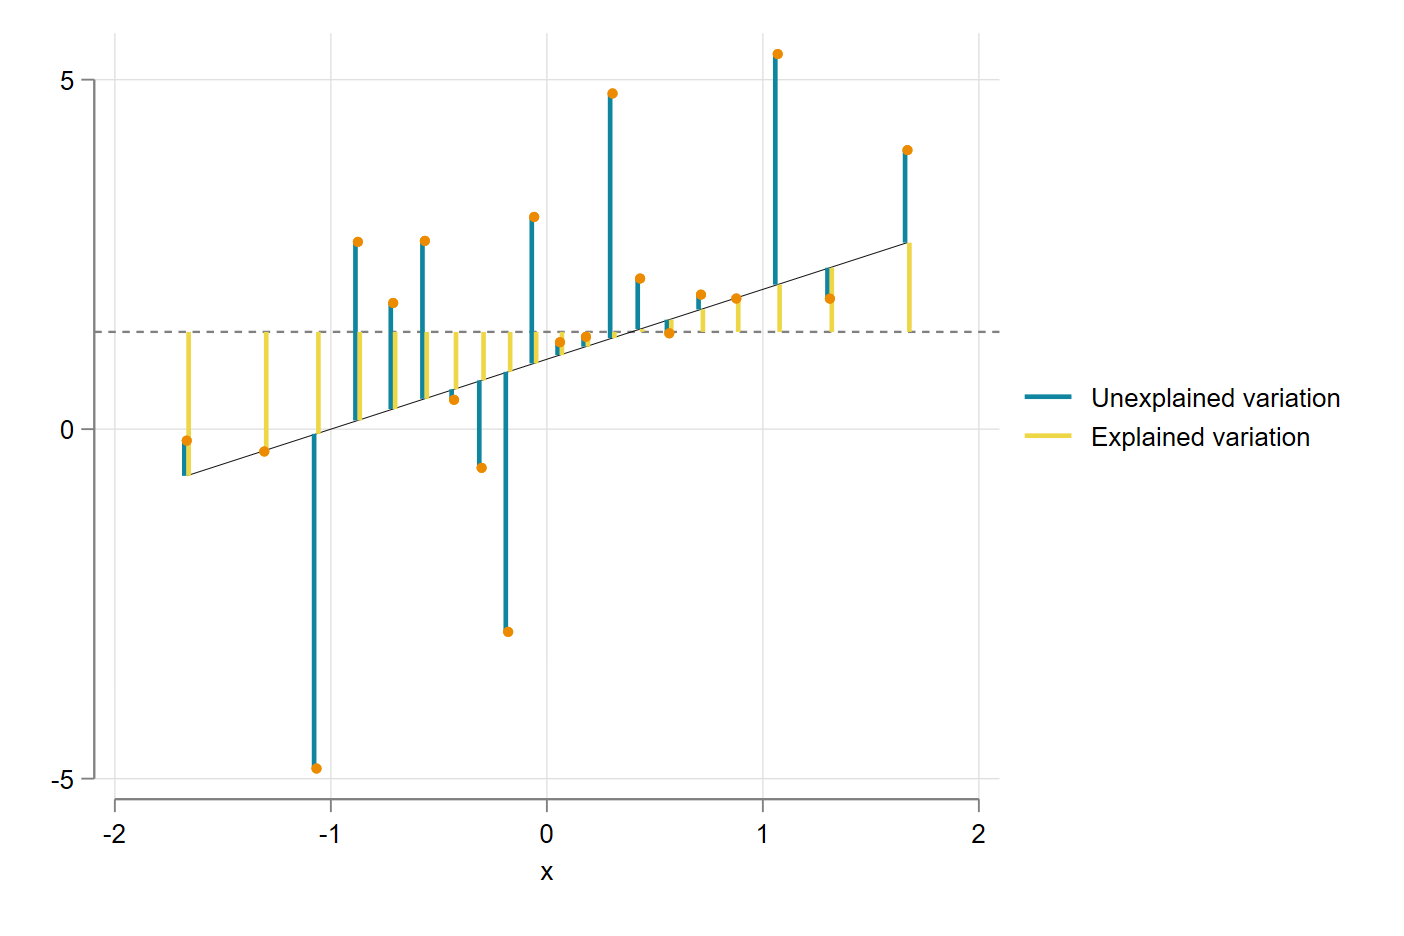 5
0
-5
-2 -1 0 1 2
x
Unexplained variation
Explained variation